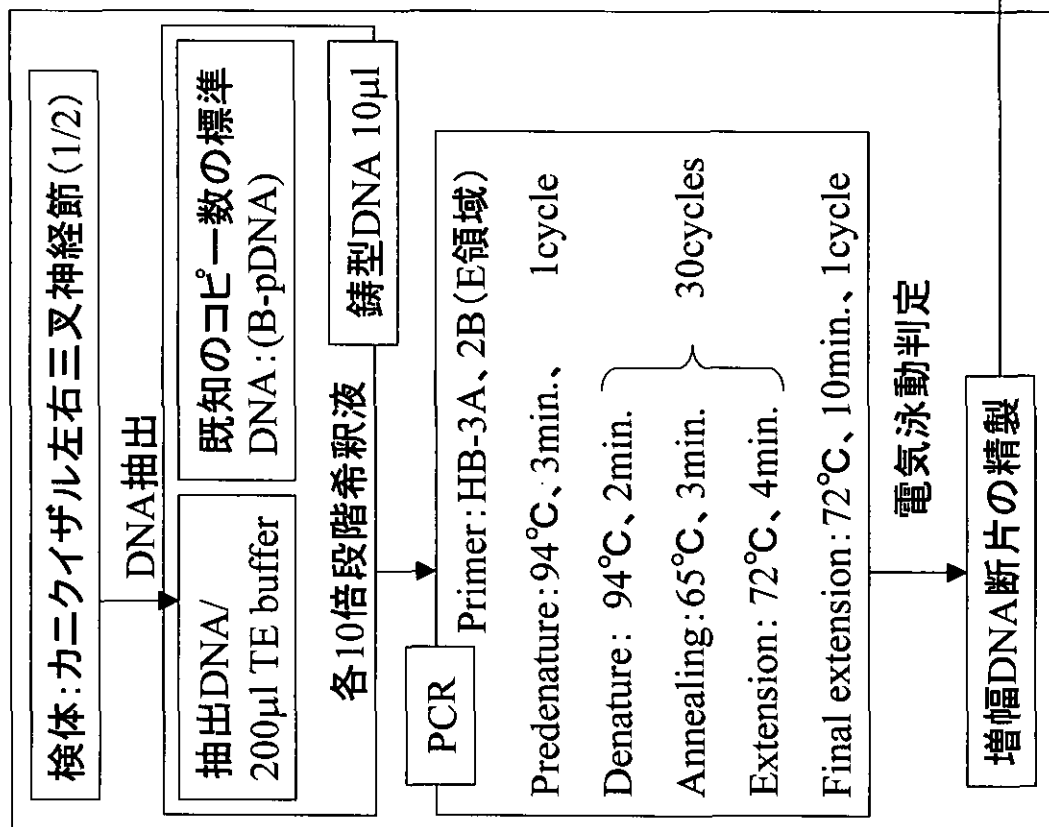 検体:カニクイザル左右三叉神経節(1/2)
DNA抽出
抽出DNA/
200μl TE buffer
既知のコピー数の標準
DNA:(B-pDNA)
各10倍段階希釈液
鋳型DNA 10μl
PCR
Primer:HB-3A、2B(E領域)
Predenature:94℃、3min.、 1cycle
Denature: 94℃、2min.
Annealing:65℃、3min. 30cycles
Extension: 72℃、4min.
Final extension:72℃、10min.、1cycle
電気泳動判定
増幅DNA断片の精製